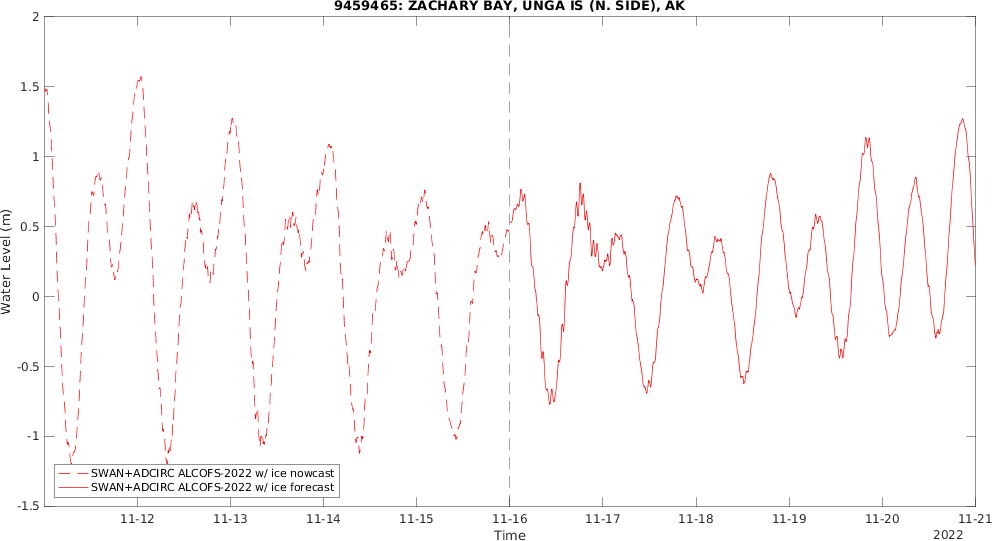 9459465: ZACHARY BAY, UNGA IS (N. SIDE), AK
2
1.5
1
0.5
0
-0.5
-1
-1.5
Water Level (m)
SWAN+ADCIRC ALCOFS-2022 w/ ice nowcast
SWAN+ADCIRC ALCOFS-2022 w/ ice forecast
11-12 11-13 11-14 11-15 11-16 11-17 11-18 11-19 11-20 11-21
Time
2022